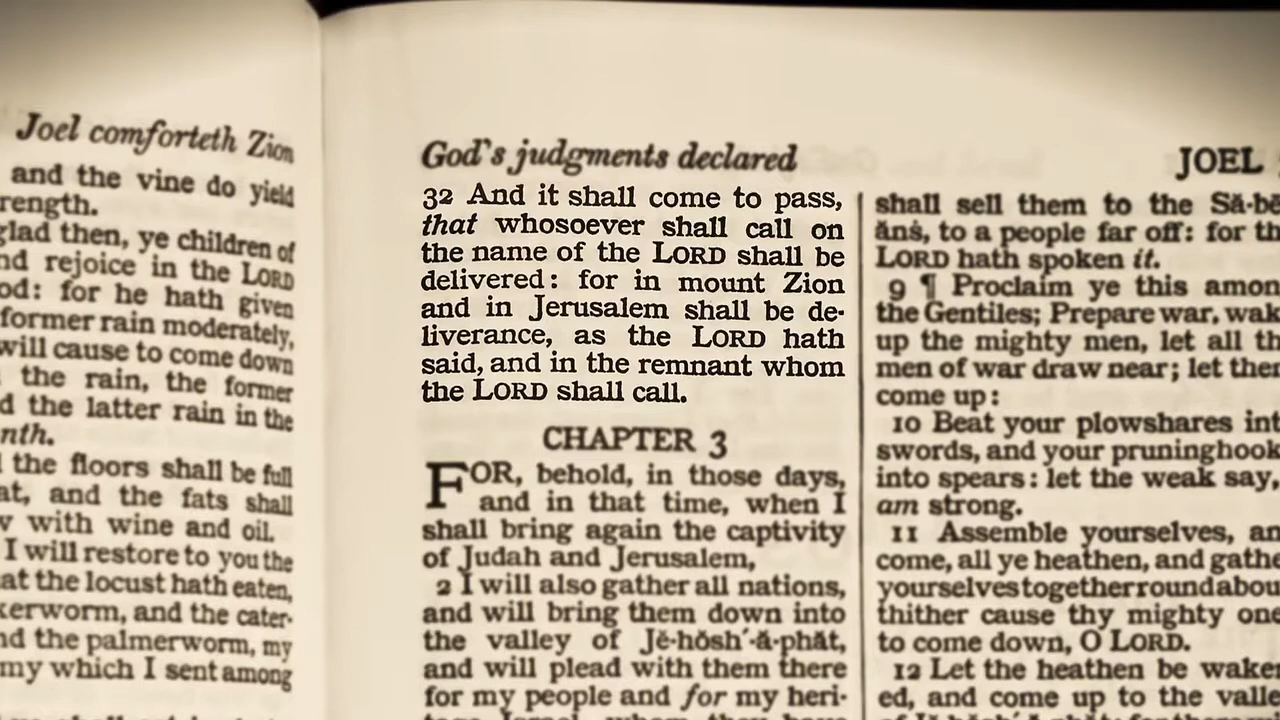 Joel comforteth Zion
and the vine do yield
rength.
glad then, ye children of
nd rejoice in the LORD
od: for he hath given
former rain moderately,
will cause to come down
the rain, the former
d the latter rain in the
nth.
the floors shall be full
at, and the fats shall
w with wine and oil.
I will restore to you the
at the locust hath eaten,
kerworm, and the cater-
nd the palmerworm, my
my which I sent among
God's judgments declared
32 And it shall come to pass,
that whosoever shall call on
the name of the LORD shall be
delivered: for in mount Zion
and in Jerusalem shall be de-
liverance, as the LORD hath
said, and in the remnant whom
the LORD shall call.
CHAPTER 3
FOR, behold, in those days,
and in that time, when I
shall bring again the captivity
of Judah and Jerusalem,
2 I will also gather all nations,
and will bring them down into
the valley of Jē-hŏsh´-ă-phăt,
and will plead with them there
for my people and for my heri-
JOEL
shall sell them to the Să-bē
ănṡ, to a people far off: for th
LORD hath spoken it.
9 ¶ Proclaim ye this amon
the Gentiles; Prepare war, wak
up the mighty men, let all th
men of war draw near; let them
come up:
10 Beat your plowshares int
swords, and your pruninghook
into spears: let the weak say,
am strong.
11 Assemble yourselves, an
come, all ye heathen, and gathe
yourselves together round abou
thither cause thy mighty one
to come down, O LORD.
12 Let the heathen be waken
ed, and come up to the valle